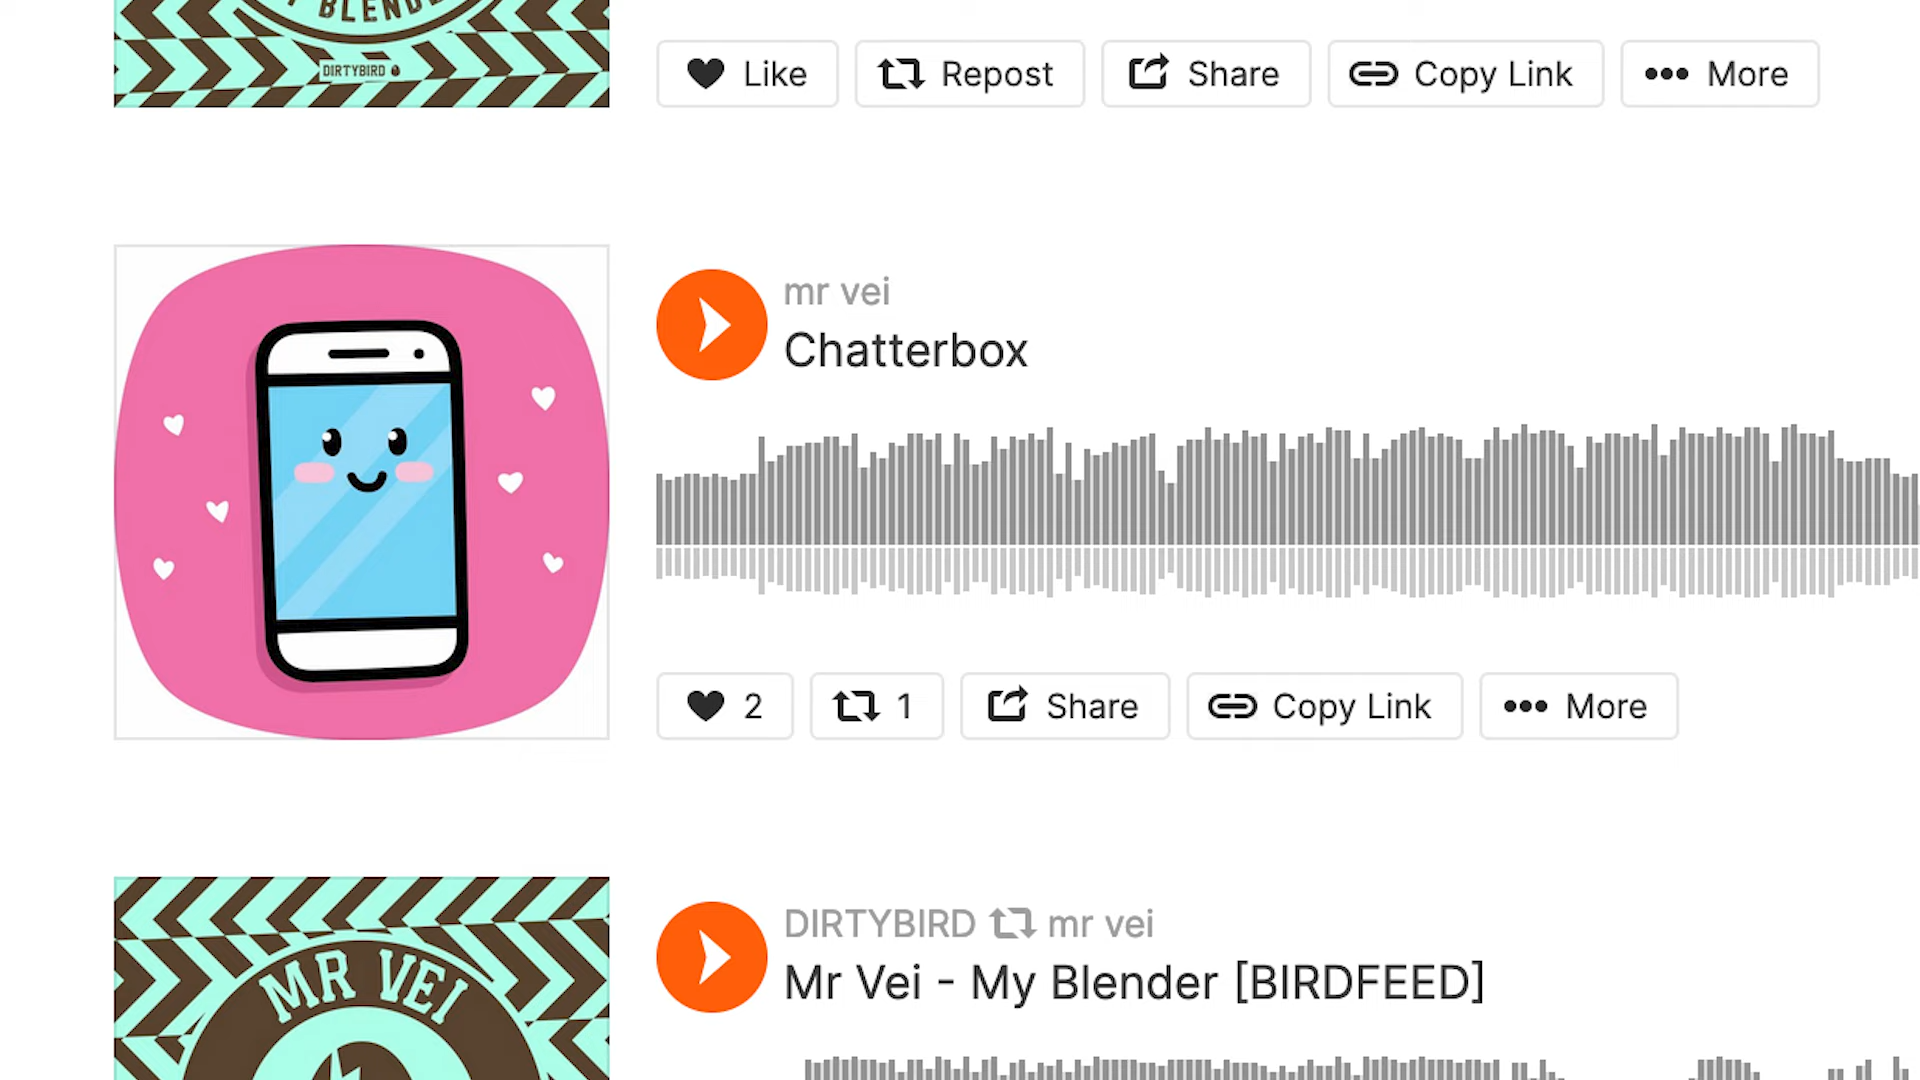 BLENDE
DIRTYBIRD
Like Repost Share Copy Link More
mr vei
Chatterbox
2 1 Share Copy Link More
DIRTYBIRD mr vei
Mr Vei - My Blender [BIRDFEED]
MR VEI